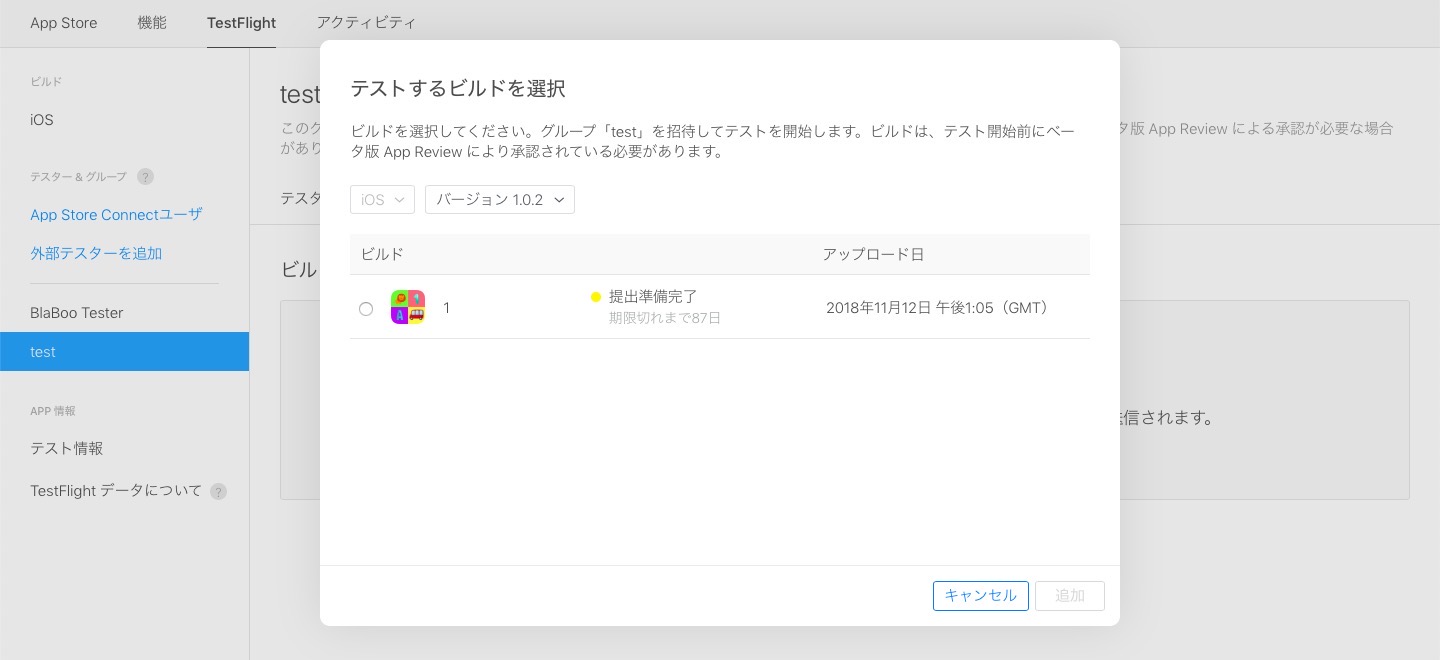 App Store 機能 TestFlight アクティビティ
ビルド
iOS
テスター & グループ ?
App Store Connectユーザ
外部テスターを追加
BlaBoo Tester
test
APP 情報
テスト情報
TestFlight データについて ?
test
このク
があり
テスタ
ビル
版 App Review による承認が必要な場合
信されます。
テストするビルドを選択
ビルドを選択してください。グループ「test」を招待してテストを開始します。ビルドは、テスト開始前にベー
タ版 App Review により承認されている必要があります。
iOS バージョン 1.0.2
ビルド アップロード日
1 提出準備完了 2018年11月12日 午後1:05（GMT）
期限切れまで87日
キャンセル 追加